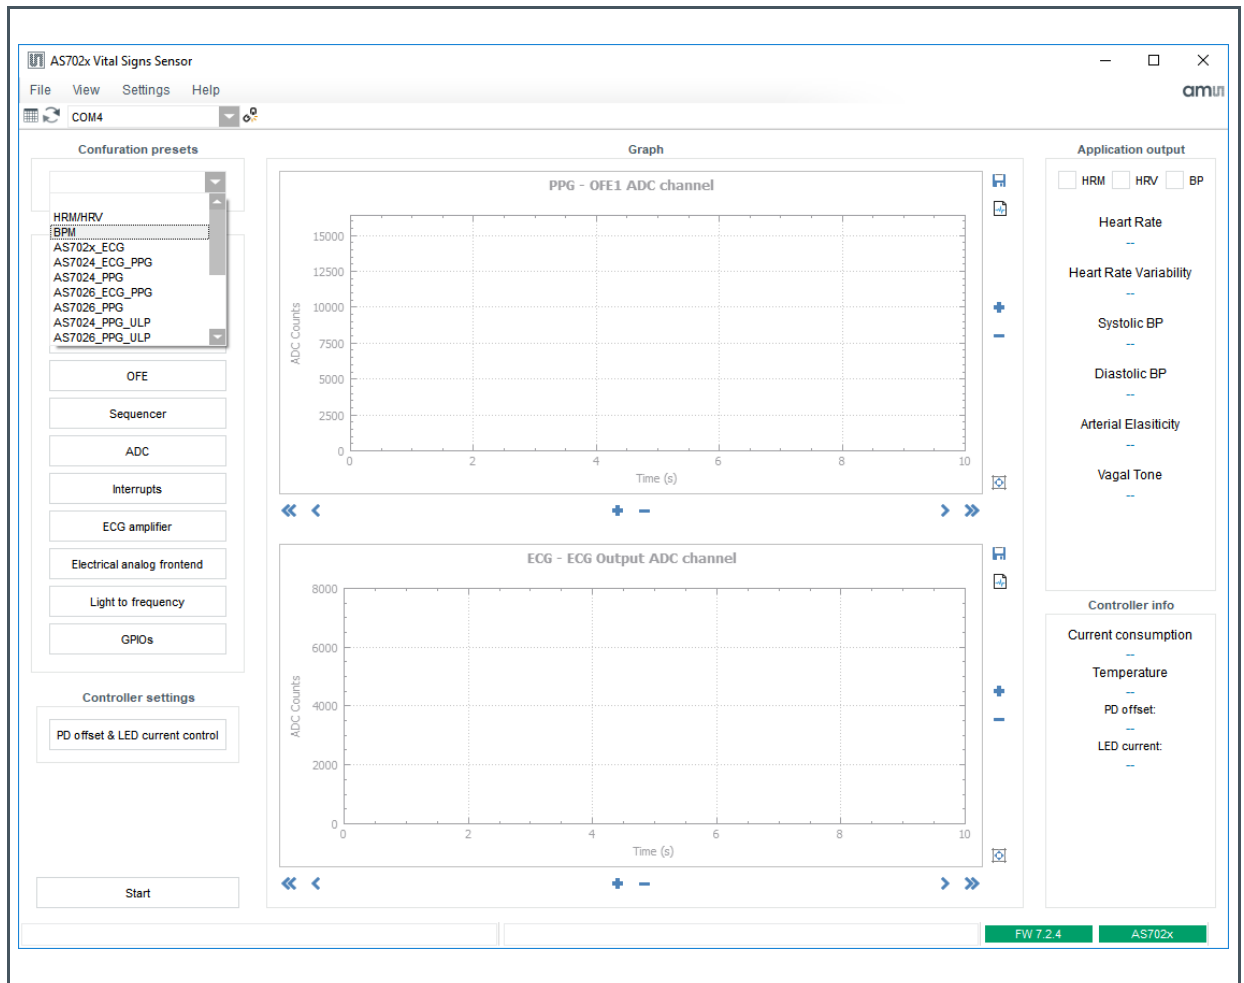 AS702x Vital Signs Sensor
File View Settings Help
amu
COM4
Confuration presets
HRM/HRV
BPM
AS702x_ECG
AS7024_ECG_PPG
AS7024_PPG
AS7026_ECG_PPG
AS7026_PPG
AS7024_PPG_ULP
AS7026_PPG_ULP
OFE
Sequencer
ADC
Interrupts
ECG amplifier
Electrical analog frontend
Light to frequency
GPIOs
Controller settings
PD offset & LED current control
Start
Graph
PPG - OFE1 ADC channel
ADC Counts
15000
12500
10000
7500
5000
2500
0
0 2 4 6 8 10
Time (s)
ECG - ECG Output ADC channel
ADC Counts
8000
6000
4000
2000
0
0 2 4 6 8 10
Time (s)
Application output
HRM HRV BP
Heart Rate
--
Heart Rate Variability
--
Systolic BP
--
Diastolic BP
--
Arterial Elasiticity
--
Vagal Tone
--
Controller info
Current consumption
--
Temperature
--
PD offset:
--
LED current:
--
FW 7.2.4 AS702x